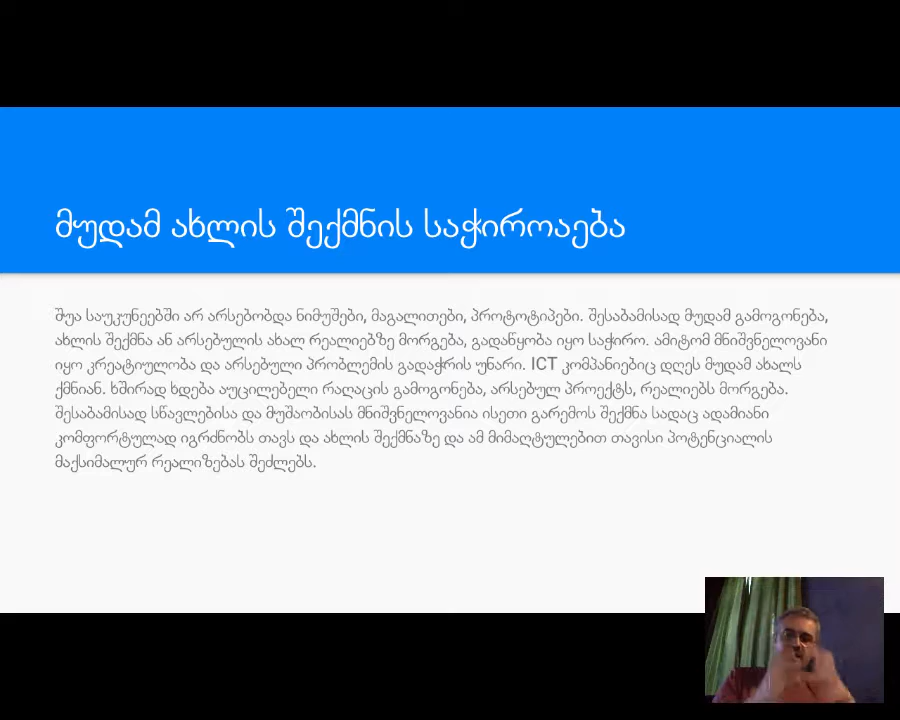 მუდამ ახლის შექმნის საჭიროაება
შუა საუკუნეებში არ არსებობდა ნიმუშები, მაგალითები, პროტოტიპები. შესაბამისად მუდამ გამოგონება,
ახლის შექმნა ან არსებულის ახალ რეალიებზე მორგება, გადაწყობა იყო საჭირო. ამიტომ მნიშვნელოვანი
იყო კრეატიულობა და არსებული პრობლემის გადაჭრის უნარი. ICT კომპანიებიც დღეს მუდამ ახალს
ქმნიან. ხშირად ხდება აუცილებელი რაღაცის გამოგონება, არსებულ პროექტს, რეალიებს მორგება.
შესაბამისად სწავლებისა და მუშაობისას მნიშვნელოვანია ისეთი გარემოს შექმნა სადაც ადამიანი
კომფორტულად იგრძნობს თავს და ახლის შექმნაზე და ამ მიმაღტულებით თავისი პოტენციალის
მაქსიმალურ რეალიზებას შეძლებს.